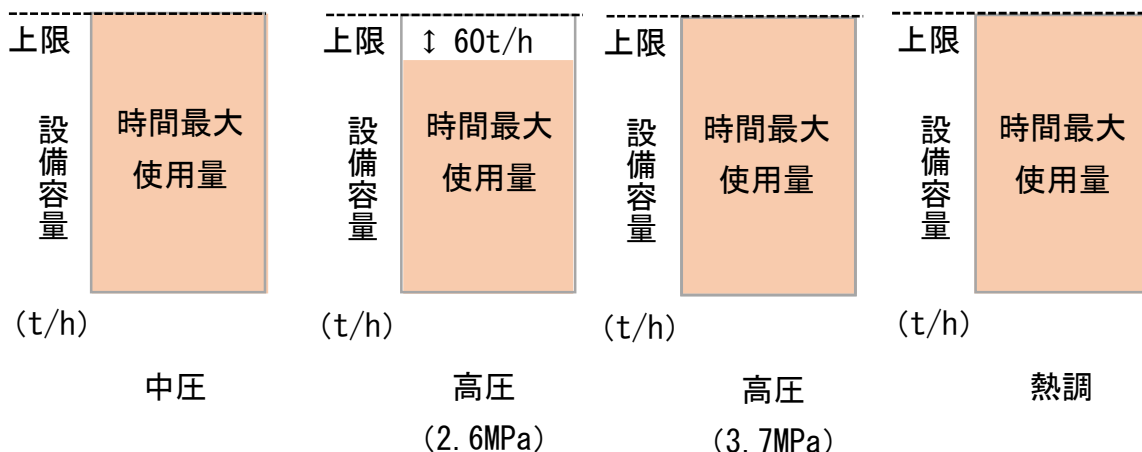 上限
設備容量
時間最大
使用量
(t/h)
中圧
上限
↕ 60t/h
設備容量
時間最大
使用量
(t/h)
高圧
(2.6MPa)
上限
設備容量
時間最大
使用量
(t/h)
高圧
(3.7MPa)
上限
設備容量
時間最大
使用量
(t/h)
熱調